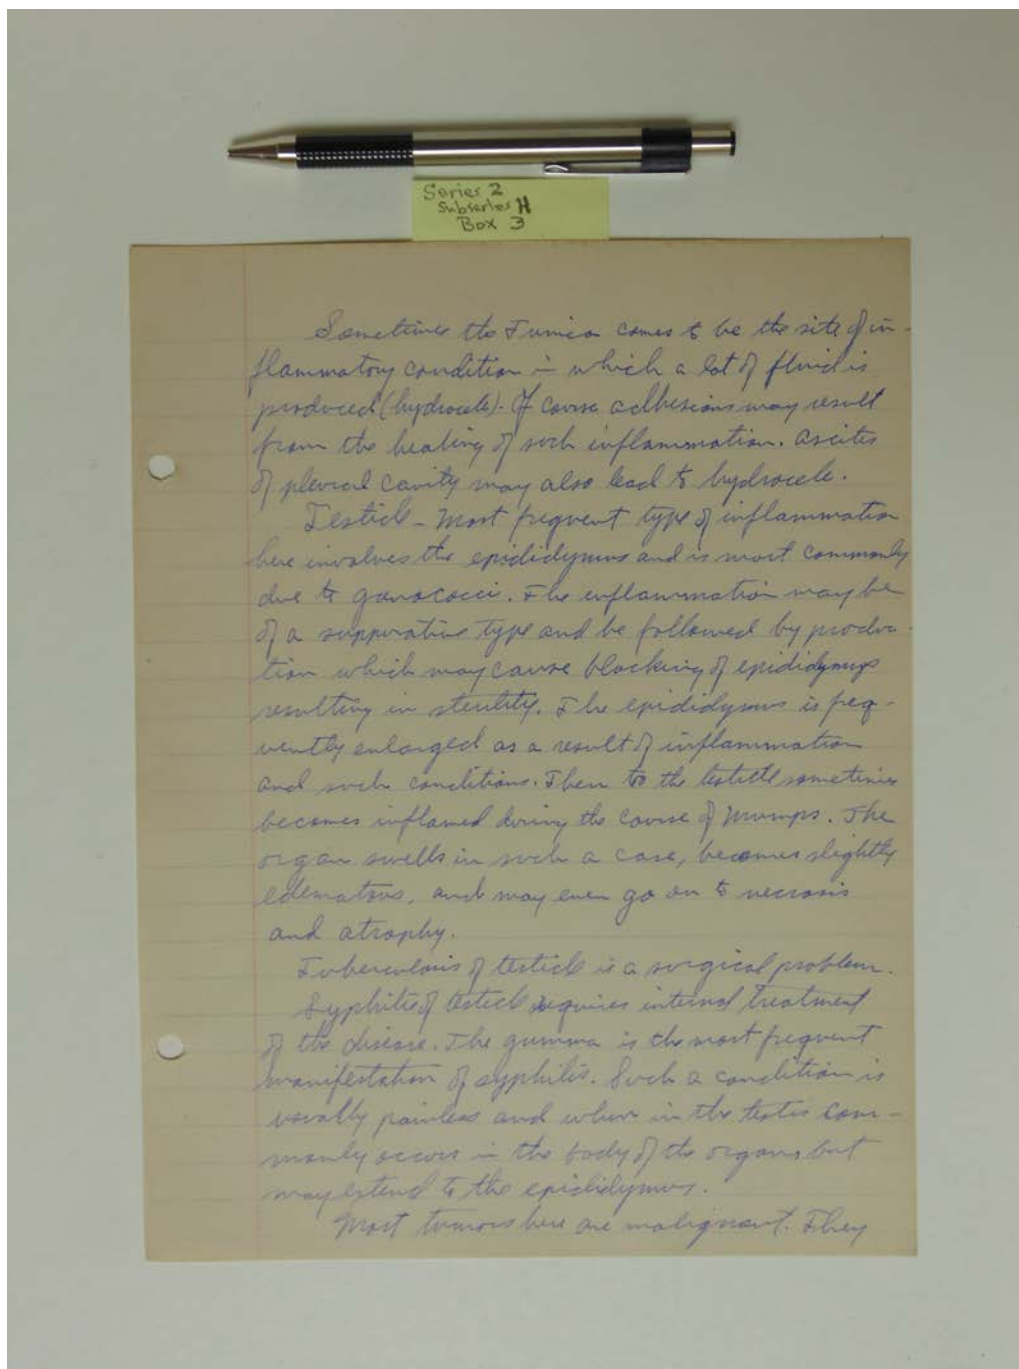 Series 2
Subseries H
Box 3
Sometimes the Tunica comes to be the site of in-
flammatory condition in which a lot of fluid is
produced (hydrocele). Of course adhesions may result
from the healing of such inflammation. Ascites
of pleural cavity may also lead to hydrocele.
Testicle - Most frequent type of inflammation
here involves the epididymus and is most commonly
due to gonococci. The inflammation may be
of a suppurative type and be followed by produc-
tion which may cause blocking of epididymus
resulting in sterility. The epididymus is freq-
uently enlarged as a result of inflammation
and such conditions. Then to the testicle sometimes
becomes inflamed during the course of Mumps. The
organ swells in such a case, becomes slightly
edematous, and may even go on to necrosis
and atrophy.
Tuberculosis of testicle is a surgical problem.
Syphilis of testicle requires internal treatment
of the disease. The gumma is the most frequent
manifestation of syphilis. Such a condition is
usually painless and when in the testes com-
monly occurs in the body of the organs but
may extend to the epididymus.
Most tumors here are malignant. They